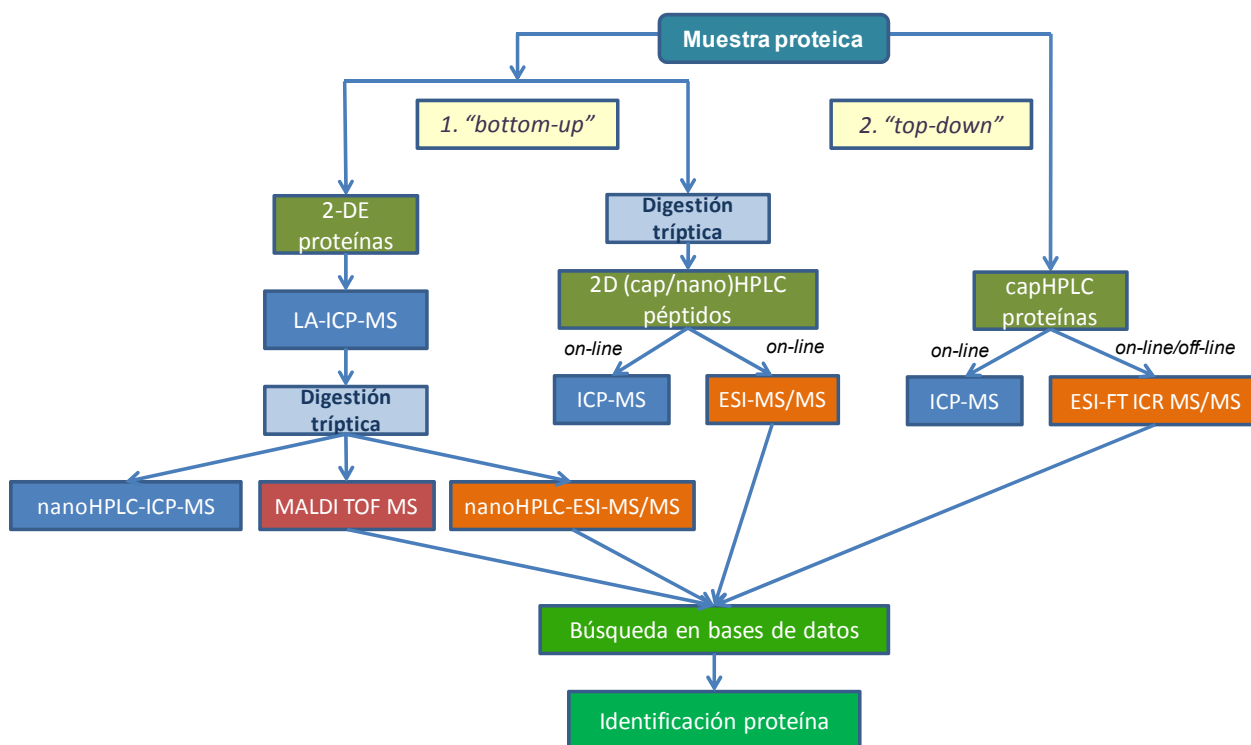 Muestra proteica
1. “bottom-up”
2. “top-down”
2-DE
proteínas
Digestión
tríptica
LA-ICP-MS
2D (cap/nano)HPLC
péptidos
capHPLC
proteínas
on-line
on-line
on-line
on-line/off-line
Digestión
tríptica
ICP-MS
ESI-MS/MS
ICP-MS
ESI-FT ICR MS/MS
nanoHPLC-ICP-MS
MALDI TOF MS
nanoHPLC-ESI-MS/MS
Búsqueda en bases de datos
Identificación proteína